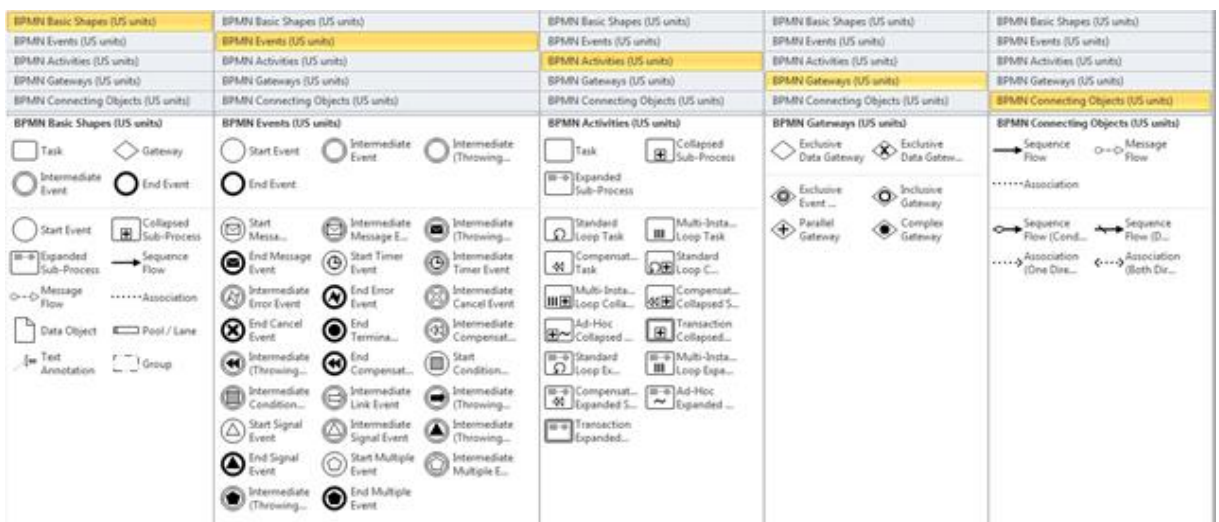 BPMN Basic Shapes (US units)
BPMN Events (US units)
BPMN Activities (US units)
BPMN Gateways (US units)
BPMN Connecting Objects (US units)
BPMN Basic Shapes (US units)
Task
Gateway
Intermediate
Event
End Event
Start Event
Collapsed
Sub-Process
Expanded
Sub-Process
Sequence
Flow
Message
Flow
Association
Data Object
Pool / Lane
Text
Annotation
Group
BPMN Basic Shapes (US units)
BPMN Events (US units)
BPMN Activities (US units)
BPMN Gateways (US units)
BPMN Connecting Objects (US units)
BPMN Events (US units)
Start Event
Intermediate
Event
Intermediate
(Throwing...
End Event
Start
Messa...
Intermediate
Message E...
Intermediate
(Throwing...
End Message
Event
Start Timer
Event
Intermediate
Timer Event
Intermediate
Error Event
End Error
Event
Intermediate
Cancel Event
End Cancel
Event
End
Termina...
Intermediate
Compensat...
Intermediate
(Throwing...
End
Compensat...
Start
Condition...
Intermediate
Condition...
Intermediate
Link Event
Intermediate
(Throwing...
Start Signal
Event
Intermediate
Signal Event
Intermediate
(Throwing...
End Signal
Event
Start Multiple
Event
Intermediate
Multiple E...
Intermediate
(Throwing...
End Multiple
Event
BPMN Basic Shapes (US units)
BPMN Events (US units)
BPMN Activities (US units)
BPMN Gateways (US units)
BPMN Connecting Objects (US units)
BPMN Activities (US units)
Task
Collapsed
Sub-Process
Expanded
Sub-Process
Standard
Loop Task
Multi-Insta...
Loop Task
Compensat...
Task
Standard
Loop C...
Multi-Insta...
Loop Colla...
Compensat...
Collapsed S...
Ad-Hoc
Collapsed ...
Transaction
Collapsed...
Standard
Loop Ex...
Multi-Insta...
Loop Expa...
Compensat...
Expanded S...
Ad-Hoc
Expanded ...
Transaction
Expanded...
BPMN Basic Shapes (US units)
BPMN Events (US units)
BPMN Activities (US units)
BPMN Gateways (US units)
BPMN Connecting Objects (US units)
BPMN Gateways (US units)
Exclusive
Data Gateway
Exclusive
Data Gatew...
Exclusive
Event ...
Inclusive
Gateway
Parallel
Gateway
Complex
Gateway
BPMN Basic Shapes (US units)
BPMN Events (US units)
BPMN Activities (US units)
BPMN Gateways (US units)
BPMN Connecting Objects (US units)
BPMN Connecting Objects (US units)
Sequence
Flow
Message
Flow
Association
Sequence
Flow (Cond...
Sequence
Flow (D...
Association
(One Dire...
Association
(Both Dir...